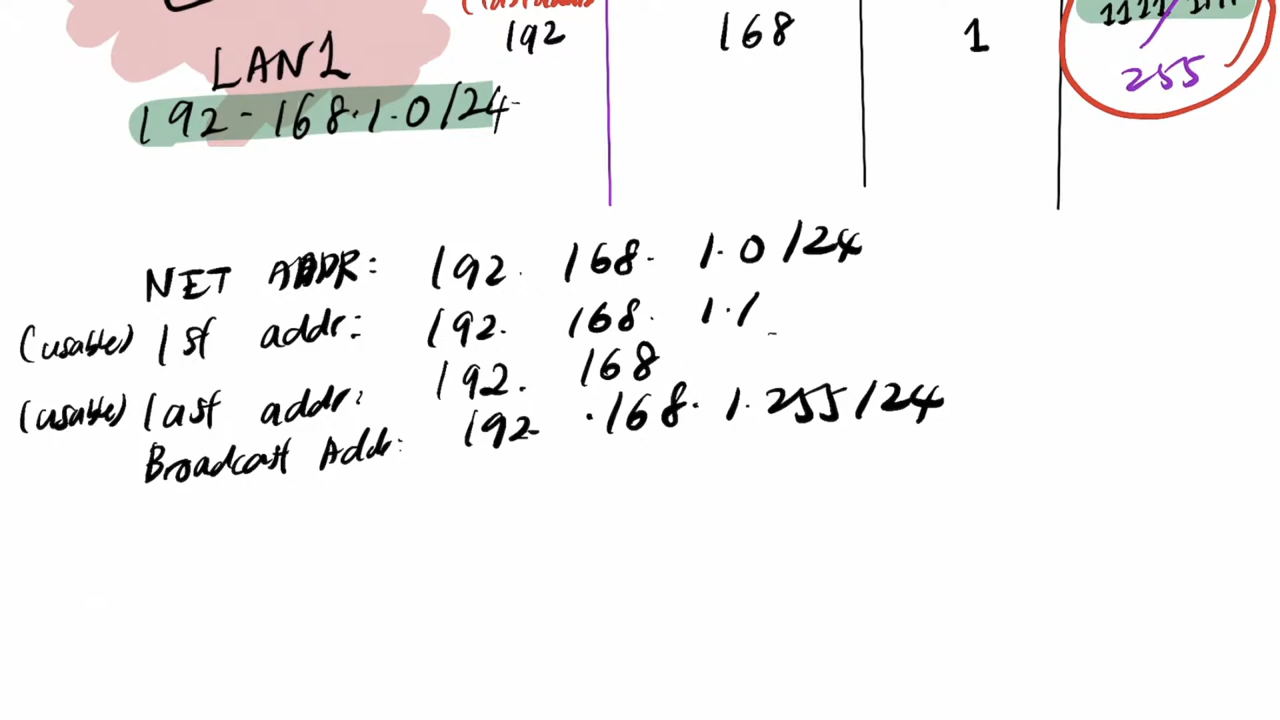 192 168 1 255
LAN1
192-168.1.0/24
NET ADDR: 192. 168. 1.0/24
(usable) 1st addr: 192. 168. 1.1
(usable) last addr: 192. 168
Broadcast Addr: 192. .168. 1.255/24